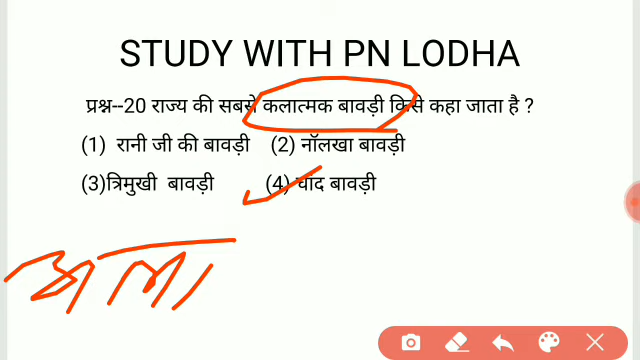 STUDY WITH PN LODHA
प्रश्न--20 राज्य की सबसे कलात्मक बावड़ी किसे कहा जाता है ?
(1) रानी जी की बावड़ी (2) नॉलखा बावड़ी
(3)त्रिमुखी बावड़ी (4) चाद बावड़ी